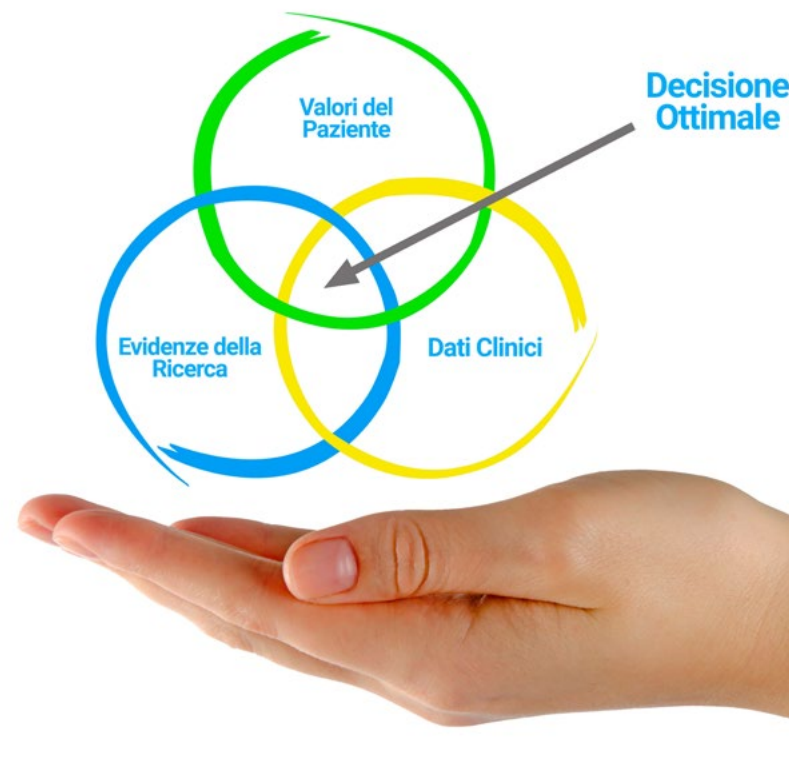 Valori del
Paziente
Decisione
Ottimale
Evidenze della
Ricerca
Dati Clinici